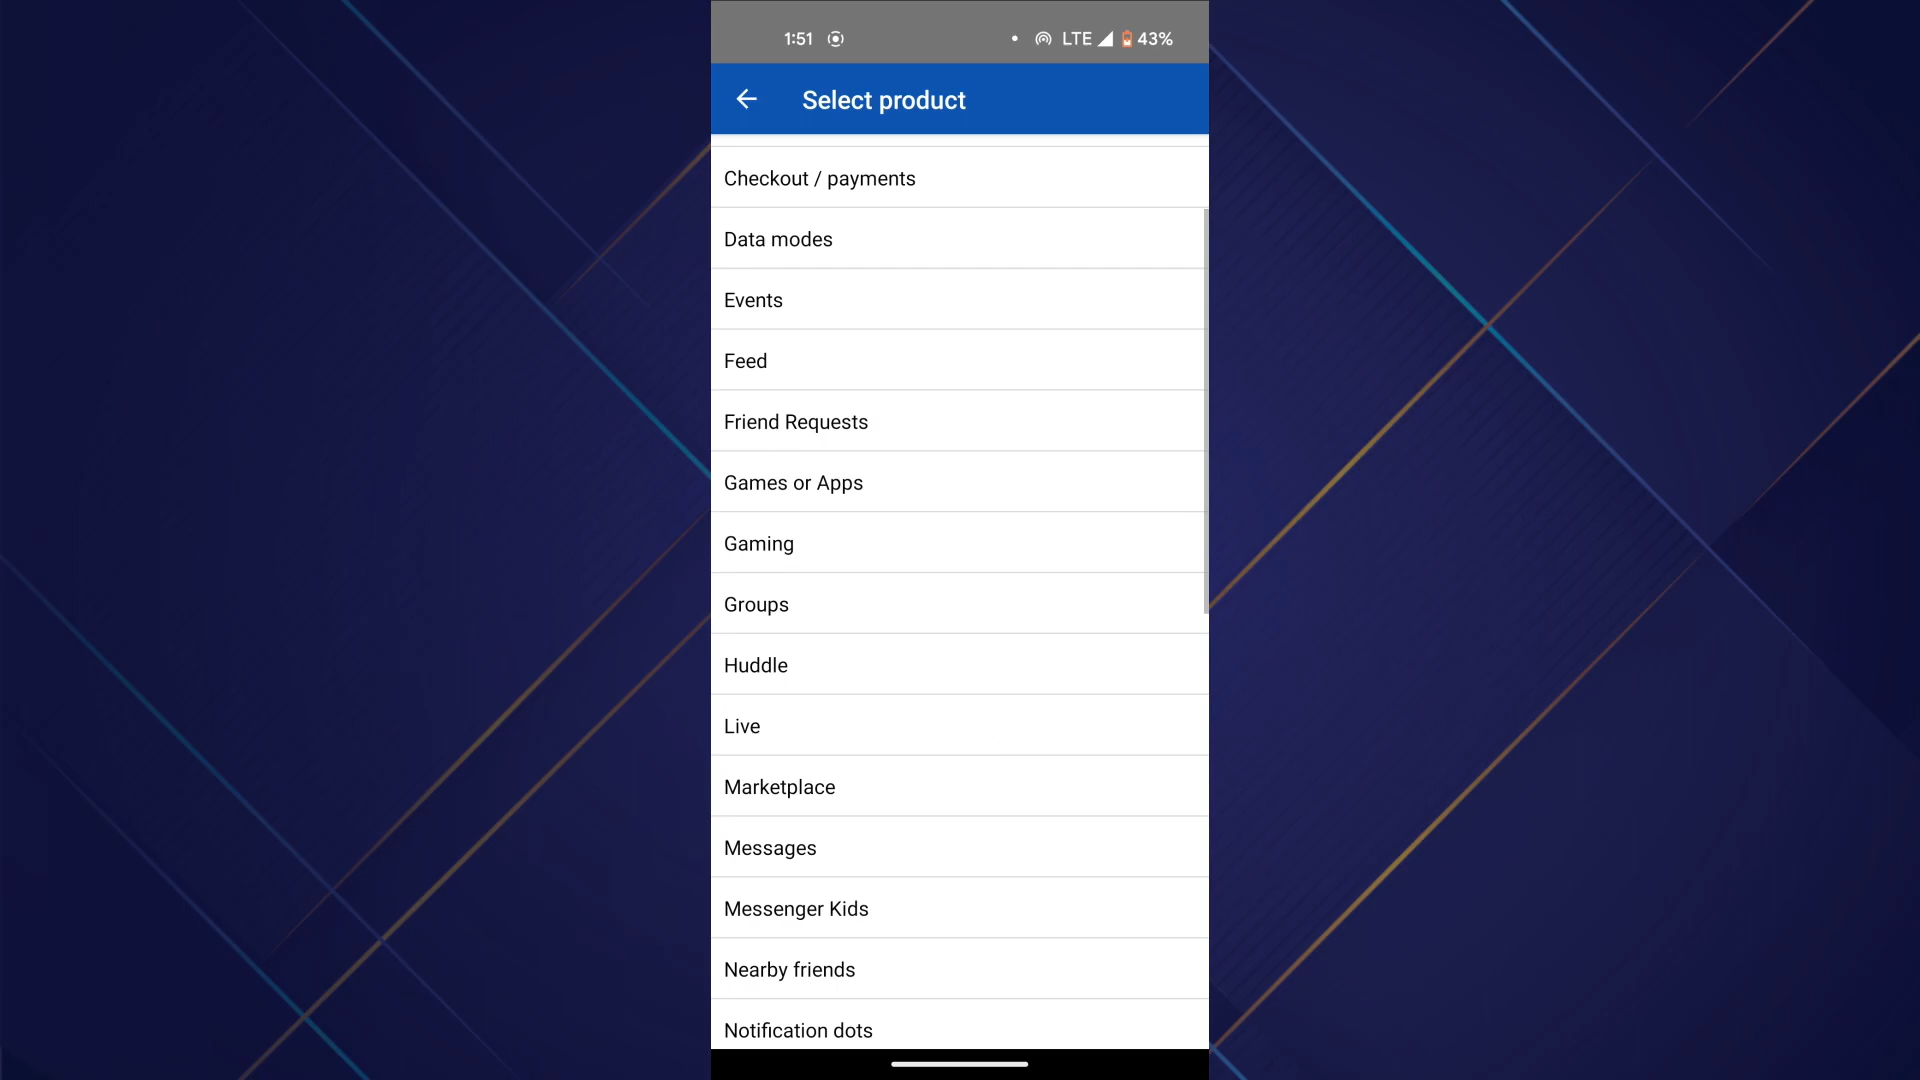 1:51 LTE 43%
Select product
Checkout / payments
Data modes
Events
Feed
Friend Requests
Games or Apps
Gaming
Groups
Huddle
Live
Marketplace
Messages
Messenger Kids
Nearby friends
Notification dots